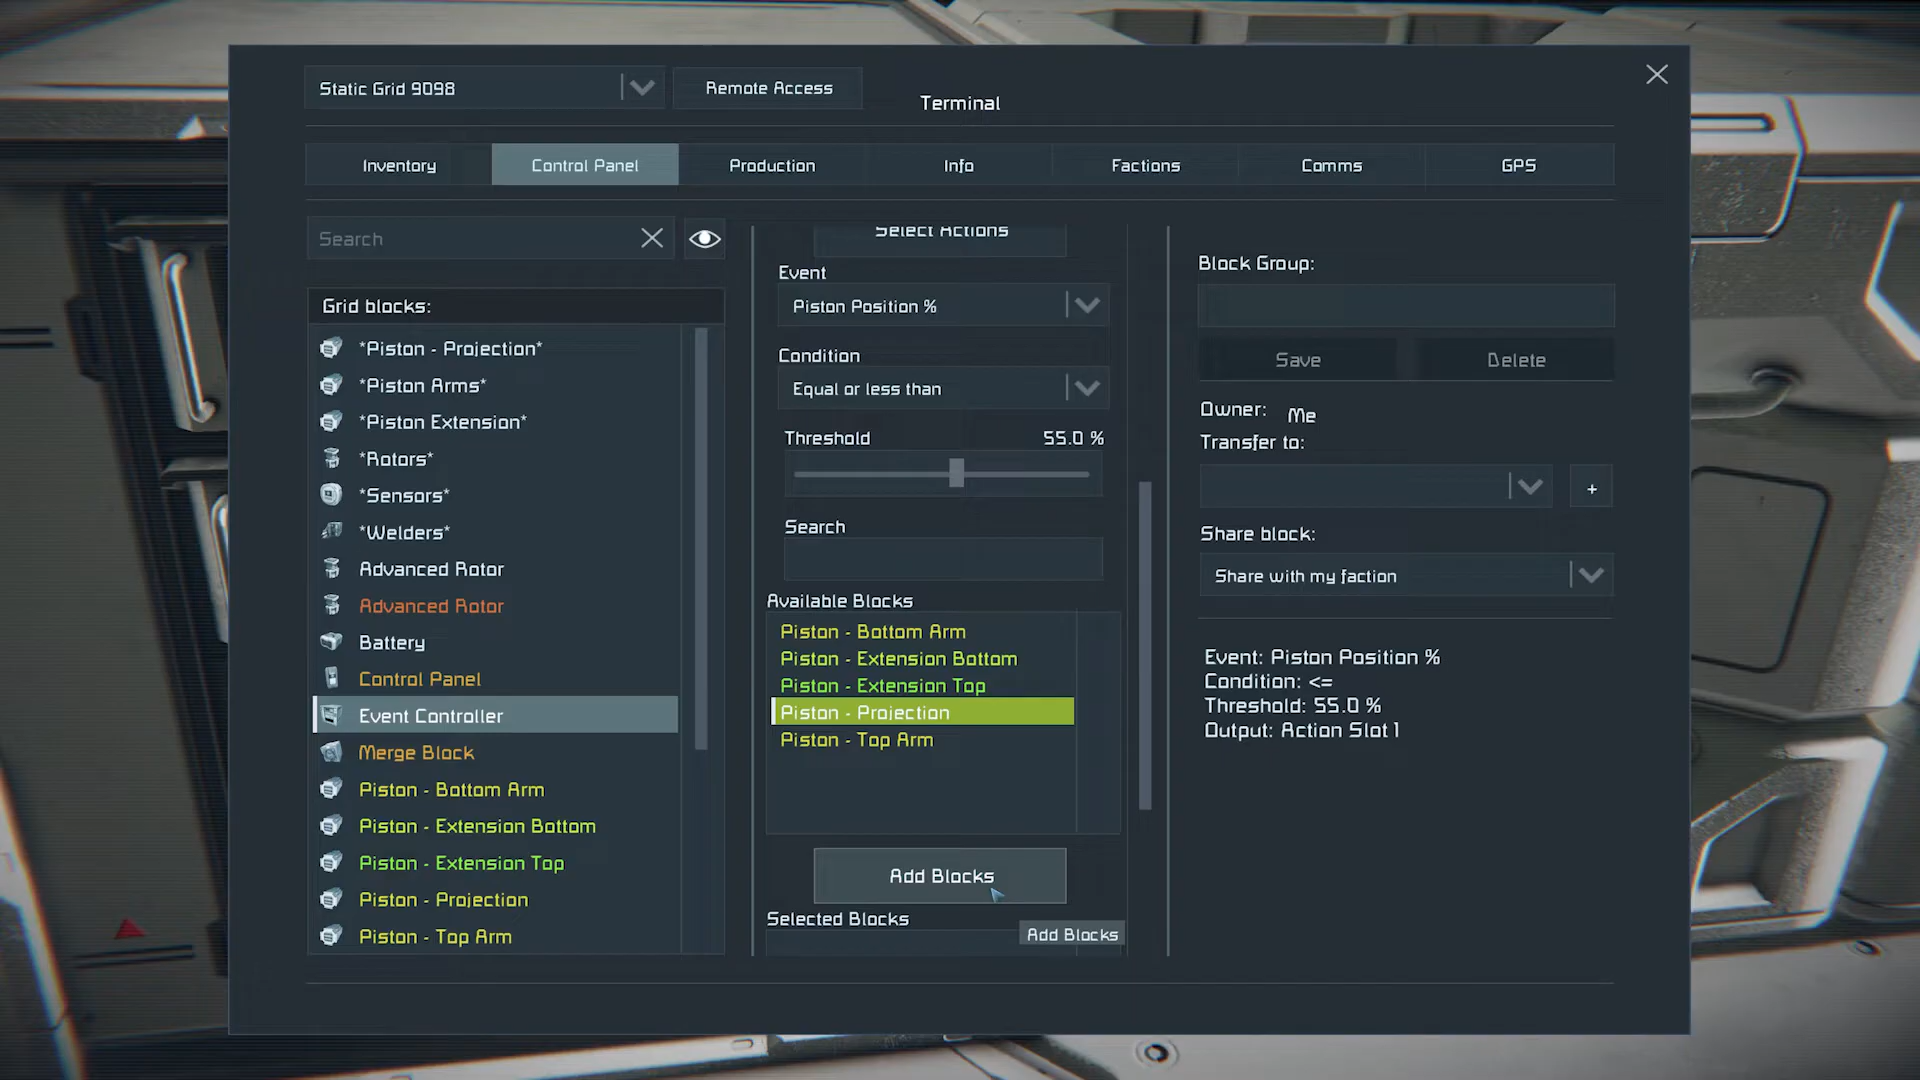 Static Grid 9098
Remote Access
Terminal
Inventory
Control Panel
Production
Info
Factions
Comms
GPS
Search
Grid blocks:
*Piston - Projection*
*Piston Arms*
*Piston Extension*
*Rotors*
*Sensors*
*Welders*
Advanced Rotor
Advanced Rotor
Battery
Control Panel
Event Controller
Merge Block
Piston - Bottom Arm
Piston - Extension Bottom
Piston - Extension Top
Piston - Projection
Piston - Top Arm
Select Actions
Event
Piston Position %
Condition
Equal or less than
Threshold 55.0 %
Search
Available Blocks
Piston - Bottom Arm
Piston - Extension Bottom
Piston - Extension Top
Piston - Projection
Piston - Top Arm
Add Blocks
Selected Blocks
Add Blocks
Block Group:
Save
Delete
Owner: Me
Transfer to:
+
Share block:
Share with my faction
Event: Piston Position %
Condition: <=
Threshold: 55.0 %
Output: Action Slot 1